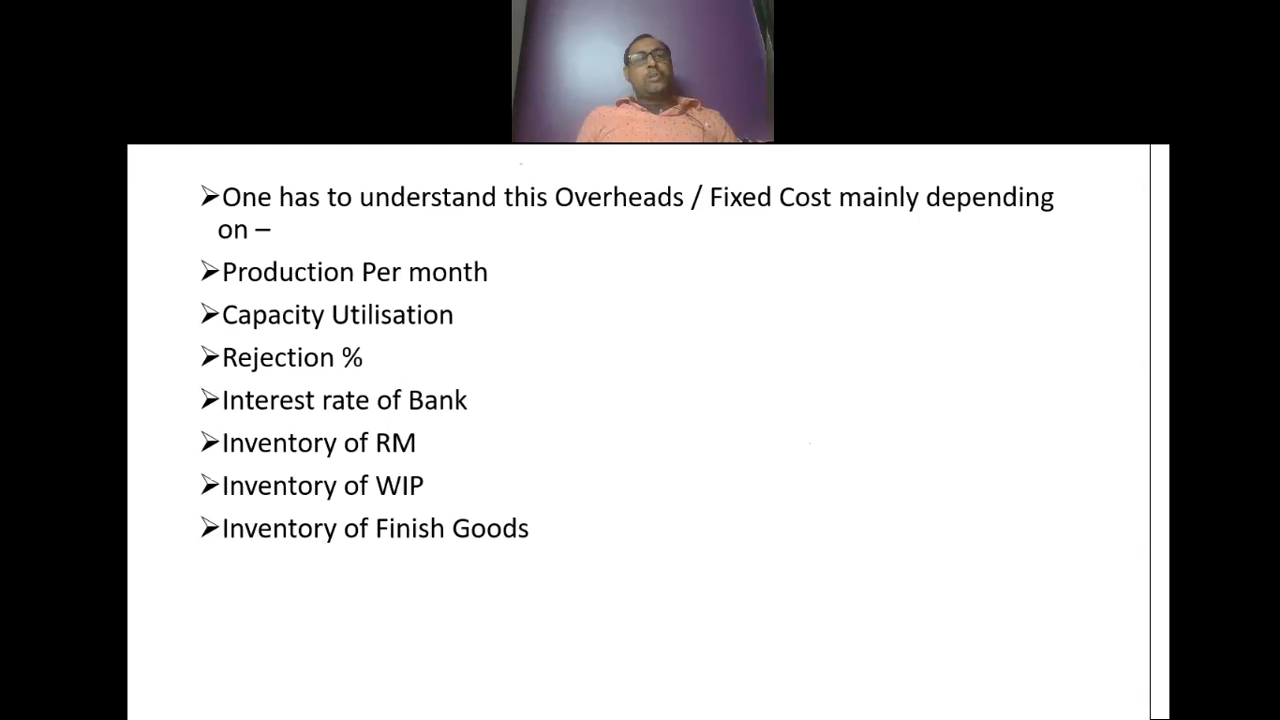 ➢One has to understand this Overheads / Fixed Cost mainly depending
on –
➢Production Per month
➢Capacity Utilisation
➢Rejection %
➢Interest rate of Bank
➢Inventory of RM
➢Inventory of WIP
➢Inventory of Finish Goods